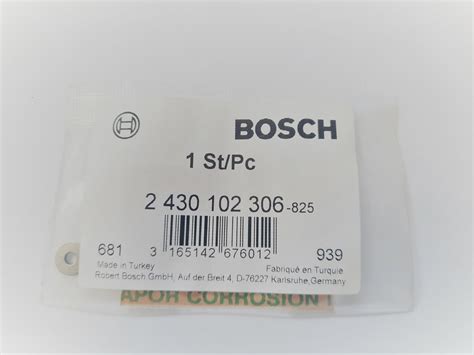 BOSCH
1 St/Pc
2 430 102 306-825
681 3 165142 676012 939
Made in Turkey Fabriqué en Turquie
Robert Bosch GmbH, Auf der Breit 4, D-76227 Karlsruhe,Germany
APOR CORROSION